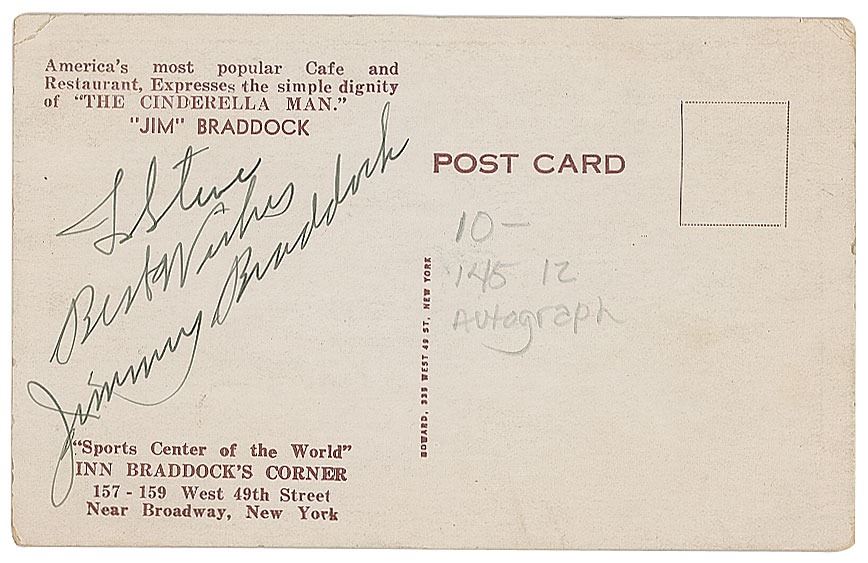 America's most popular Cafe and
Restaurant, Expresses the simple dignity
of "THE CINDERELLA MAN."
"JIM" BRADDOCK
To Steve
Best Wishes
Jimmy Braddock
"Sports Center of the World"
INN BRADDOCK'S CORNER
157 - 159 West 49th Street
Near Broadway, New York
HOWARD, 335 WEST 49 ST, NEW YORK
POST CARD
10-
145 12
Autograph